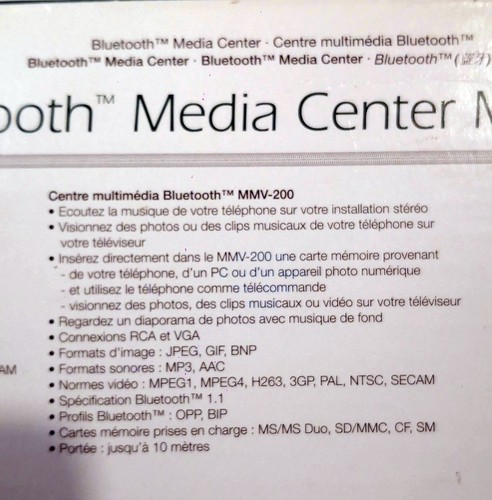 Bluetooth™ Media Center · Centre multimédia Bluetooth™
Bluetooth™ Media Center · Bluetooth™ Media Center · Bluetooth™ (蓝牙)
ooth™ Media Center M
Centre multimédia Bluetooth™ MMV-200
• Ecoutez la musique de votre téléphone sur votre installation stéréo
• Visionnez des photos ou des clips musicaux de votre téléphone sur
votre téléviseur
• Insérez directement dans le MMV-200 une carte mémoire provenant
- de votre téléphone, d'un PC ou d'un appareil photo numérique
- et utilisez le téléphone comme télécommande
- visionnez des photos, des clips musicaux ou vidéo sur votre téléviseur
• Regardez un diaporama de photos avec musique de fond
• Connexions RCA et VGA
• Formats d'image : JPEG, GIF, BNP
AM
• Formats sonores : MP3, AAC
• Normes vidéo : MPEG1, MPEG4, H263, 3GP, PAL, NTSC, SECAM
• Spécification Bluetooth™ 1.1
• Profils Bluetooth™ : OPP, BIP
• Cartes mémoire prises en charge : MS/MS Duo, SD/MMC, CF, SM
• Portée : jusqu'à 10 mètres